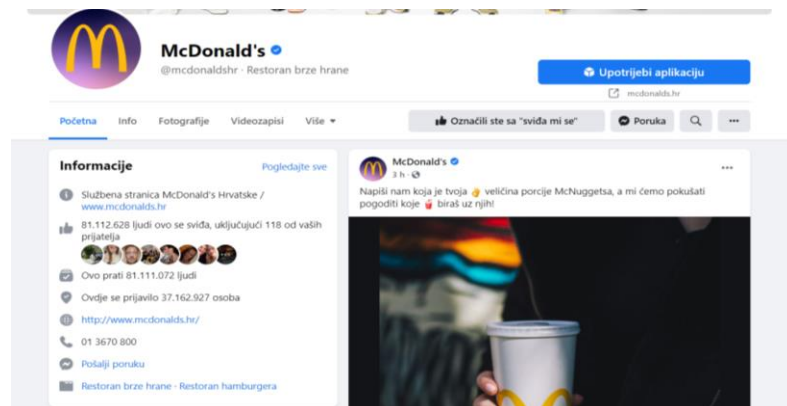 McDonald's
@mcdonaldshr · Restoran brze hrane
Upotrijebi aplikaciju
mcdonalds.hr
Početna Info Fotografije Videozapisi Više
Označili ste sa "sviđa mi se" Poruka
Informacije Pogledajte sve
Službena stranica McDonald's Hrvatske /
www.mcdonalds.hr
81.112.628 ljudi ovo se sviđa, uključujući 118 od vaših
prijatelja
Ovo prati 81.111.072 ljudi
Ovdje se prijavilo 37.162.927 osoba
http://www.mcdonalds.hr/
01 3670 800
Pošalji poruku
Restoran brze hrane · Restoran hamburgera
McDonald's
3 h ·
Napiši nam koja je tvoja veličina porcije McNuggetsa, a mi ćemo pokušati
pogoditi koje biraš uz njih!